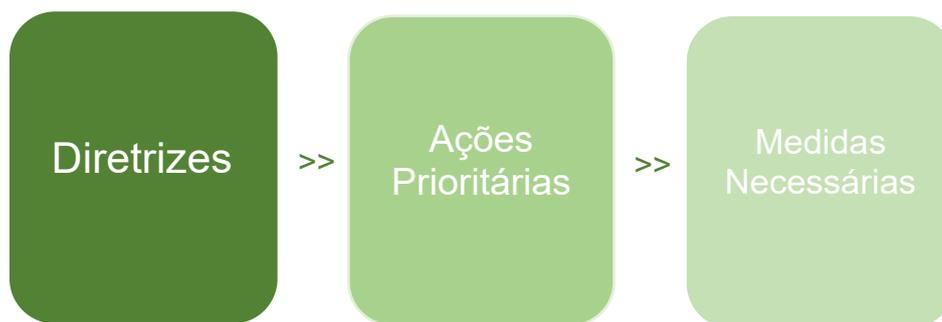 Diretrizes
>>
Ações
Prioritárias
>>
Medidas
Necessárias